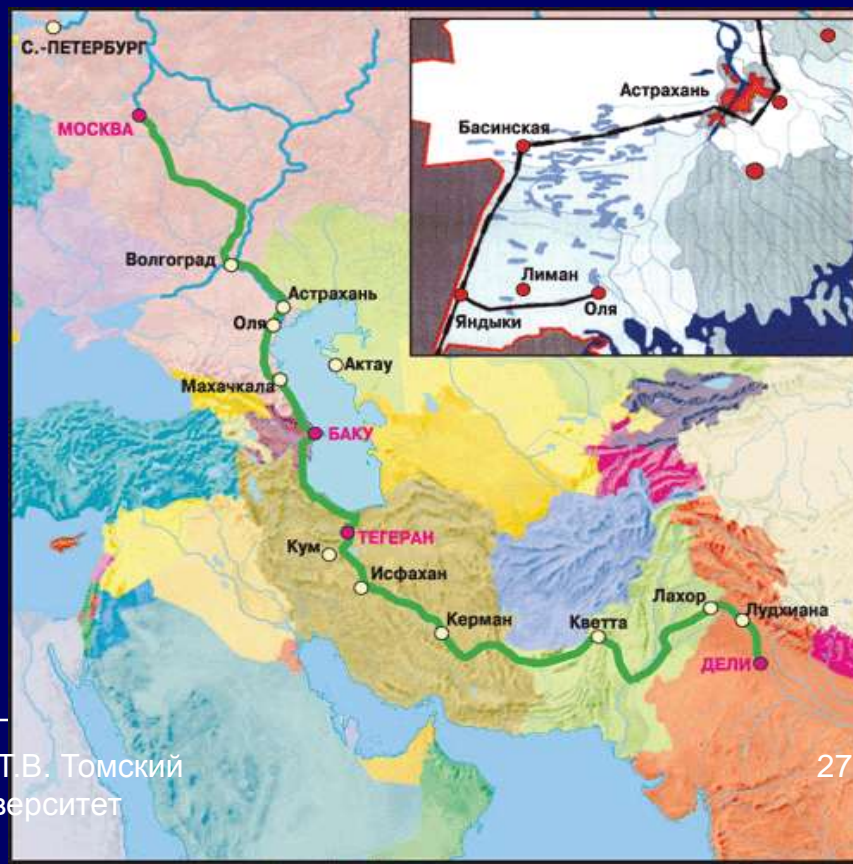 С.-ПЕТЕРБУРГ
МОСКВА
Волгоград
Астрахань
Оля
Актау
Махачкала
БАКУ
ТЕГЕРАН
Кум
Исфахан
Керман
Кветта
Лахор
Лудхиана
ДЕЛИ
Астрахань
Басинская
Лиман
Яндыки
Оля
Т.В. Томский
27